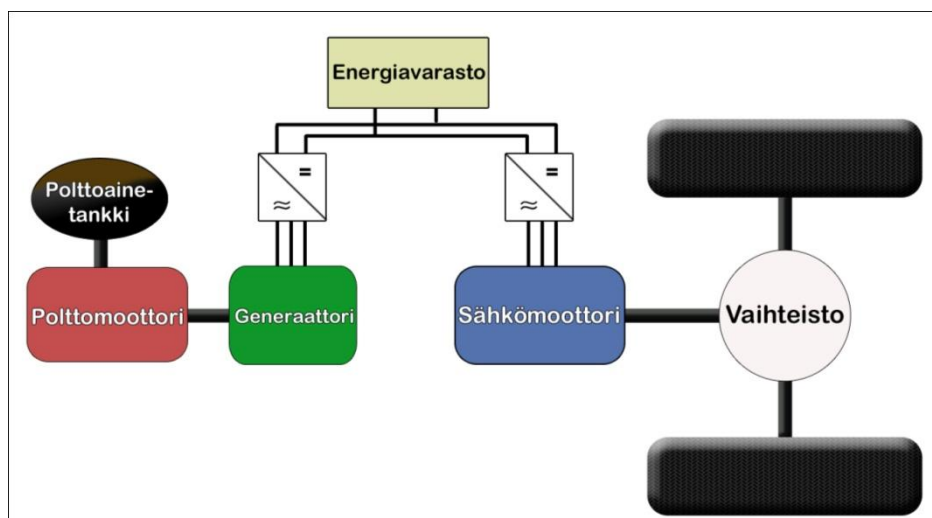 Energiavarasto
=
≈
=
≈
Polttoaine-
tankki
Polttomoottori
Generaattori
Sähkömoottori
Vaihteisto